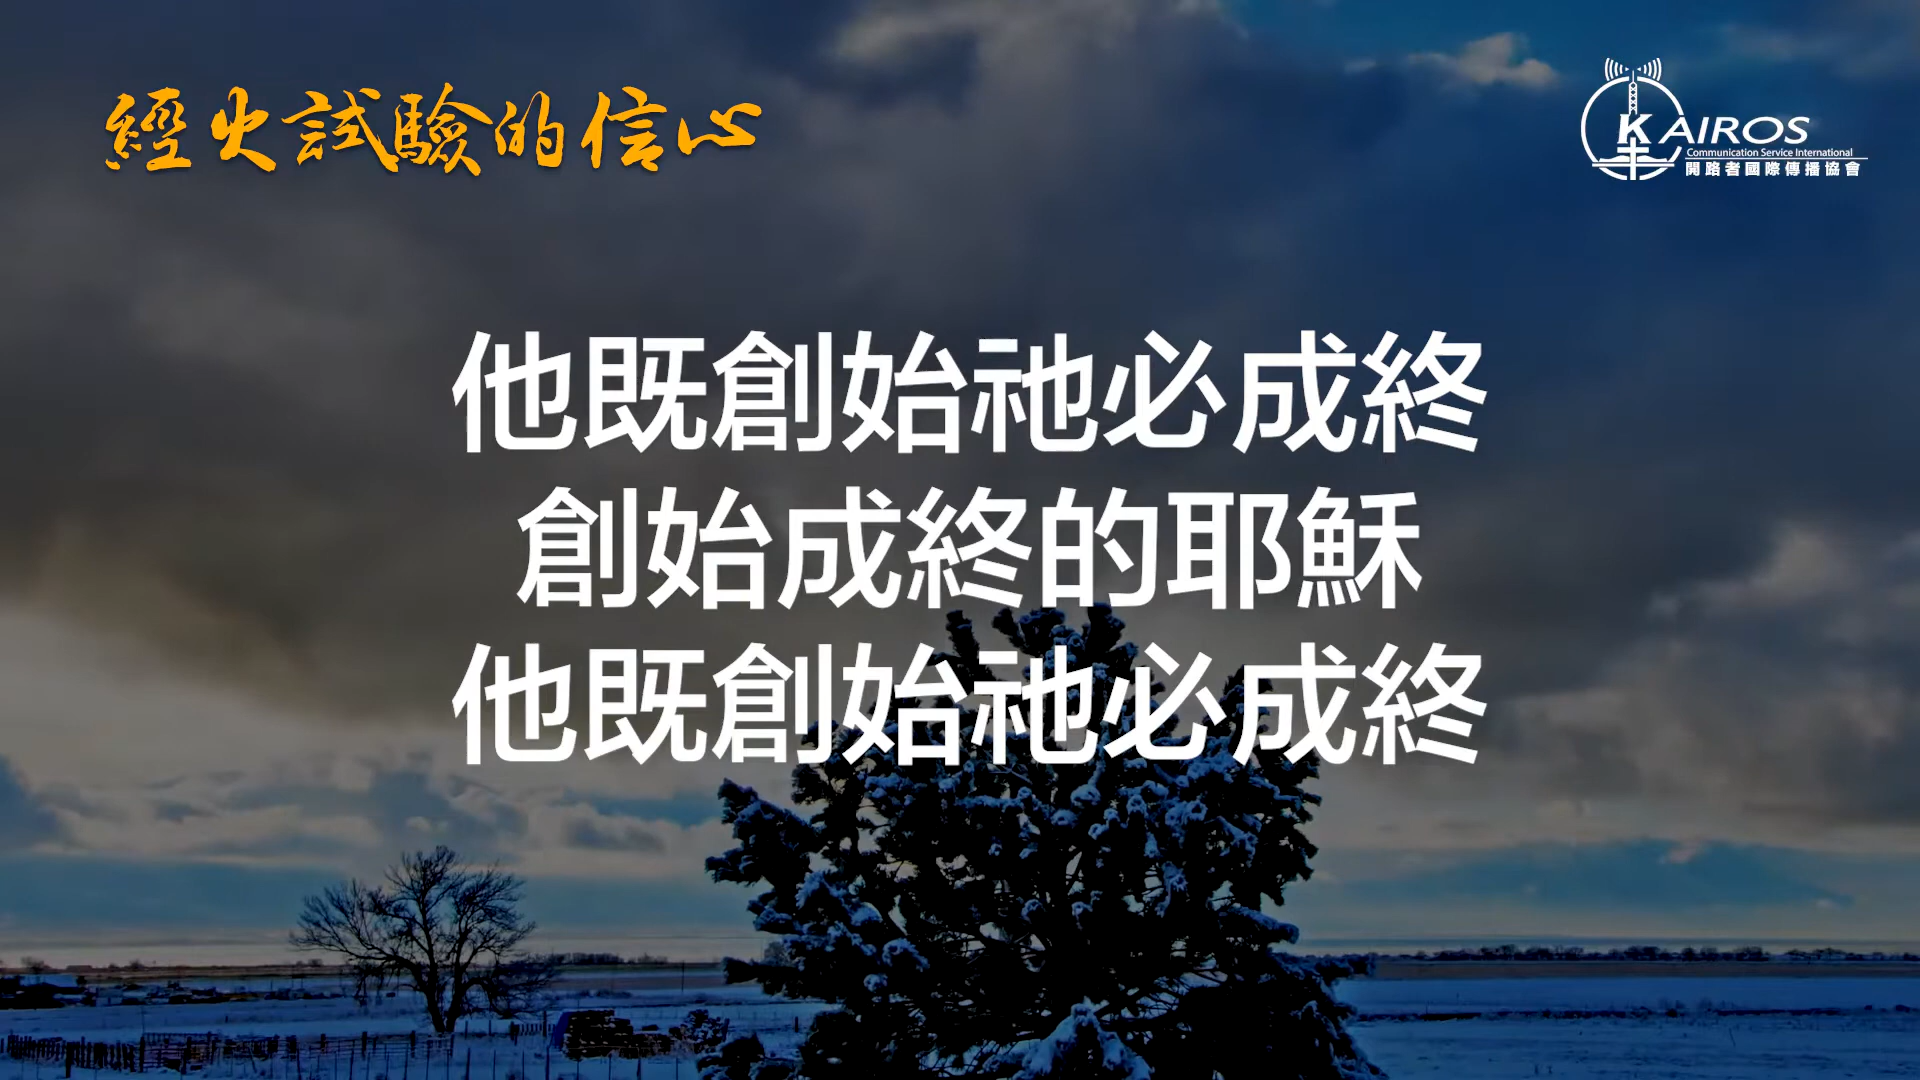 經火試驗的信心
KAIROS
Communication Service International
開路者國際傳播協會
他既創始祂必成終
創始成終的耶穌
他既創始祂必成終